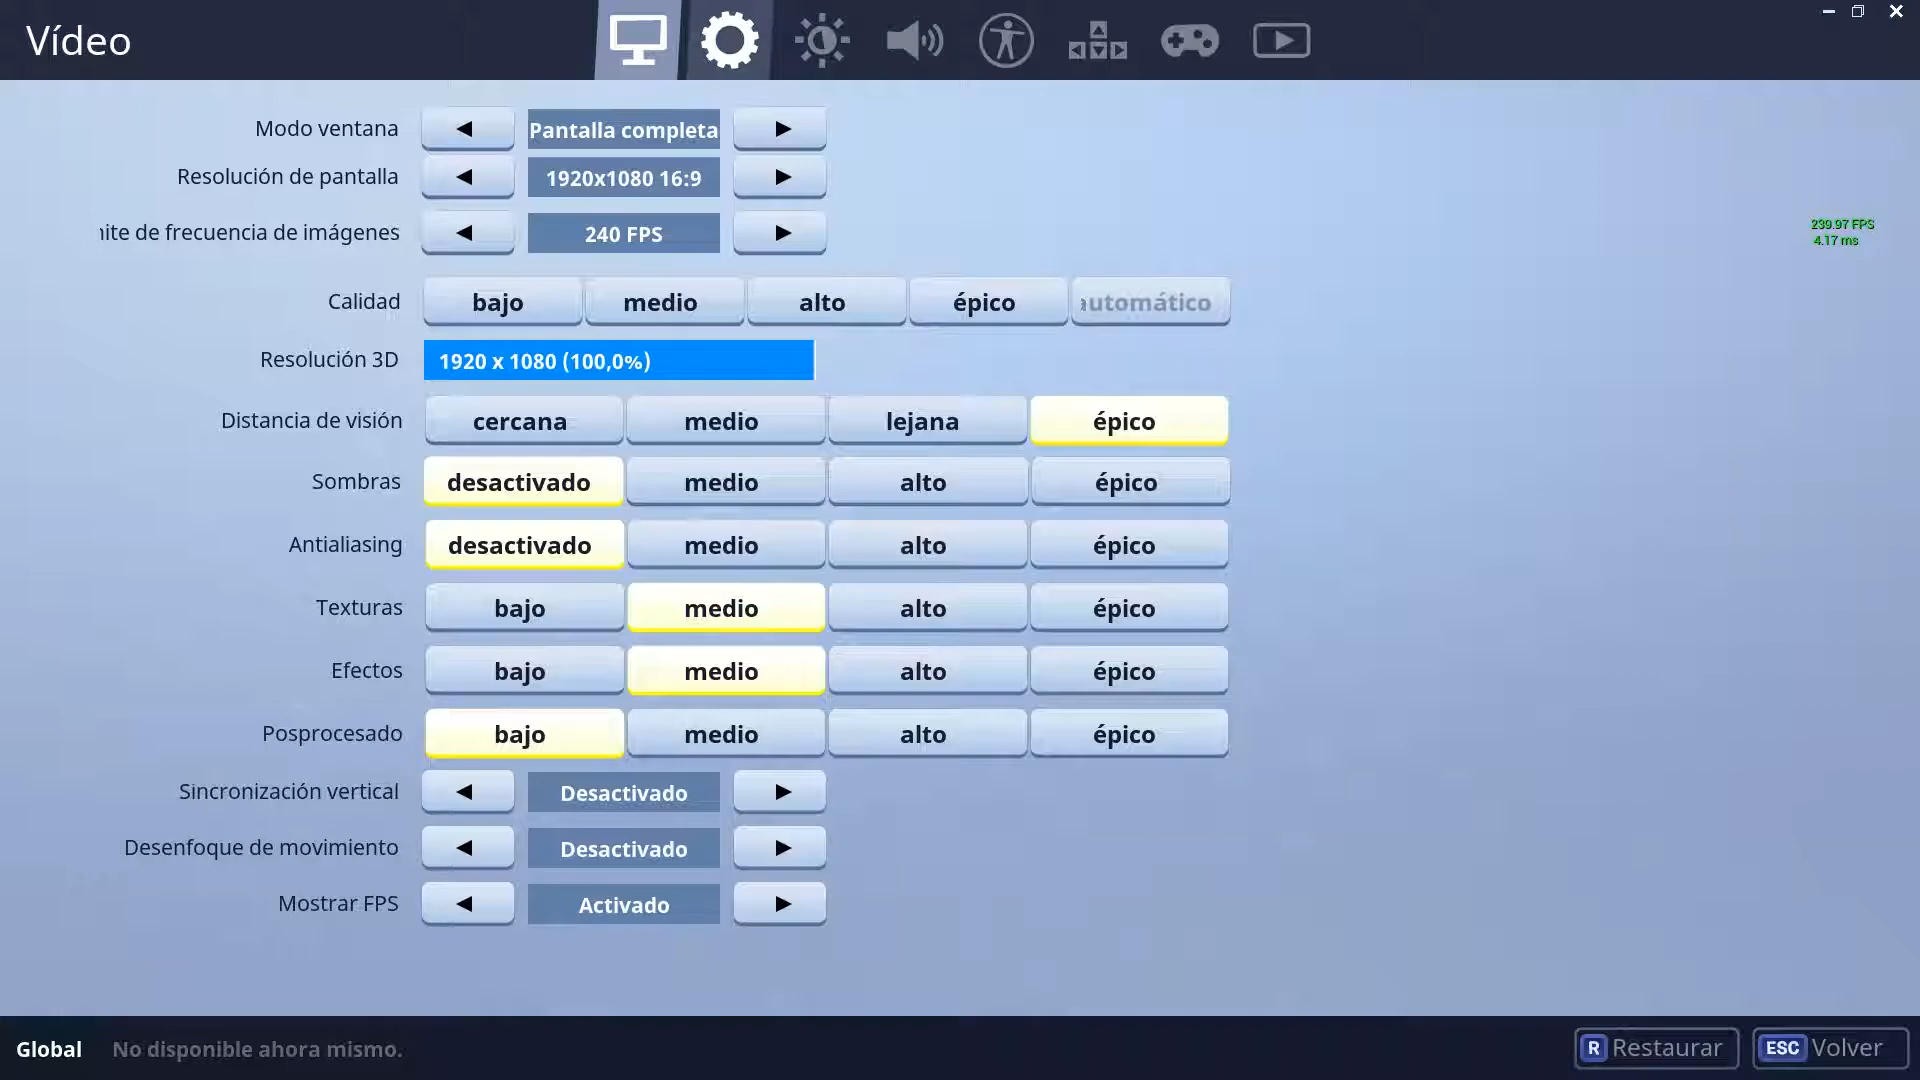 Vídeo
Modo ventana Pantalla completa
Resolución de pantalla 1920x1080 16:9
ite de frecuencia de imágenes 240 FPS
239.97 FPS
4.17 ms
Calidad bajo medio alto épico automático
Resolución 3D 1920 x 1080 (100,0%)
Distancia de visión cercana medio lejana épico
Sombras desactivado medio alto épico
Antialiasing desactivado medio alto épico
Texturas bajo medio alto épico
Efectos bajo medio alto épico
Posprocesado bajo medio alto épico
Sincronización vertical Desactivado
Desenfoque de movimiento Desactivado
Mostrar FPS Activado
Global No disponible ahora mismo. R Restaurar ESC Volver